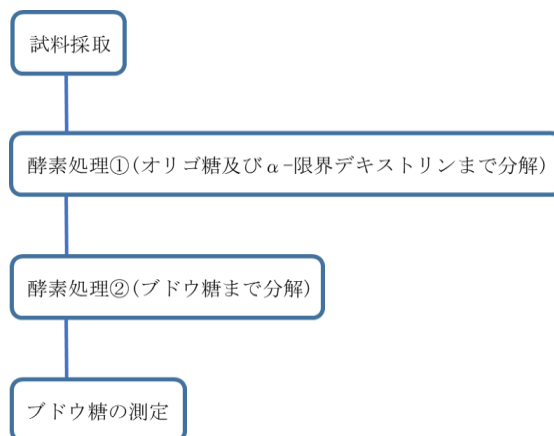 試料採取
酵素処理①(オリゴ糖及びα-限界デキストリンまで分解)
酵素処理②(ブドウ糖まで分解)
ブドウ糖の測定